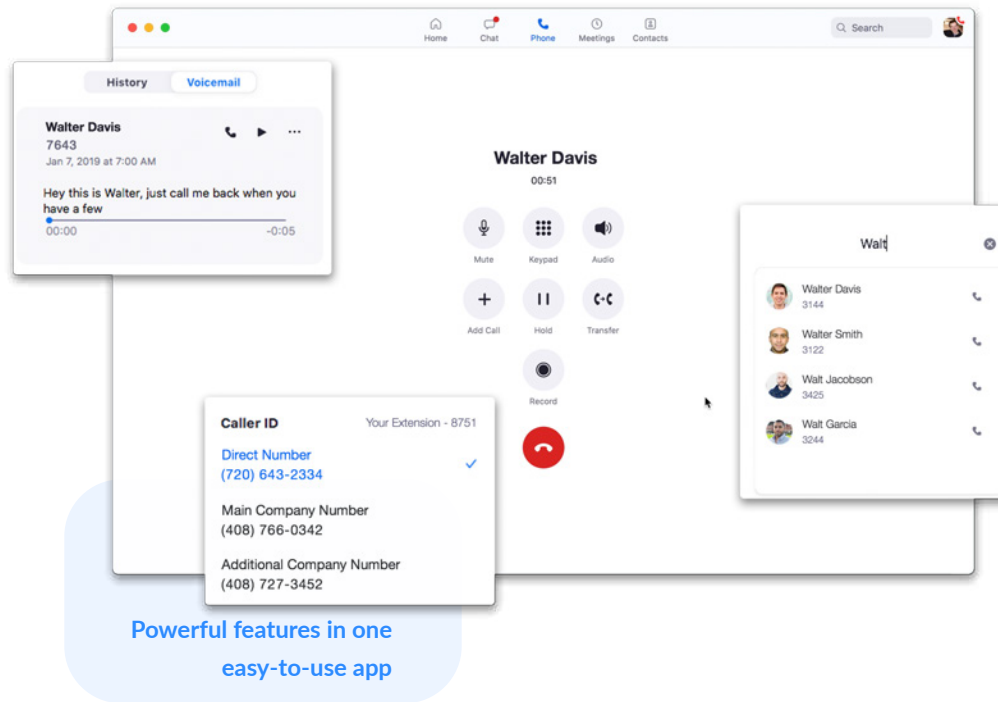 Home
Chat
Phone
Meetings
Contacts
Search
History
Voicemail
Walter Davis
7643
Jan 7, 2019 at 7:00 AM
Hey this is Walter, just call me back when you
have a few
00:00
-0:05
Walter Davis
00:51
Mute
Keypad
Audio
Add Call
Hold
Transfer
Record
Walt
Walter Davis
3144
Walter Smith
3122
Walt Jacobson
3425
Walt Garcia
3244
Caller ID
Your Extension - 8751
Direct Number
(720) 643-2334
Main Company Number
(408) 766-0342
Additional Company Number
(408) 727-3452
Powerful features in one
easy-to-use app